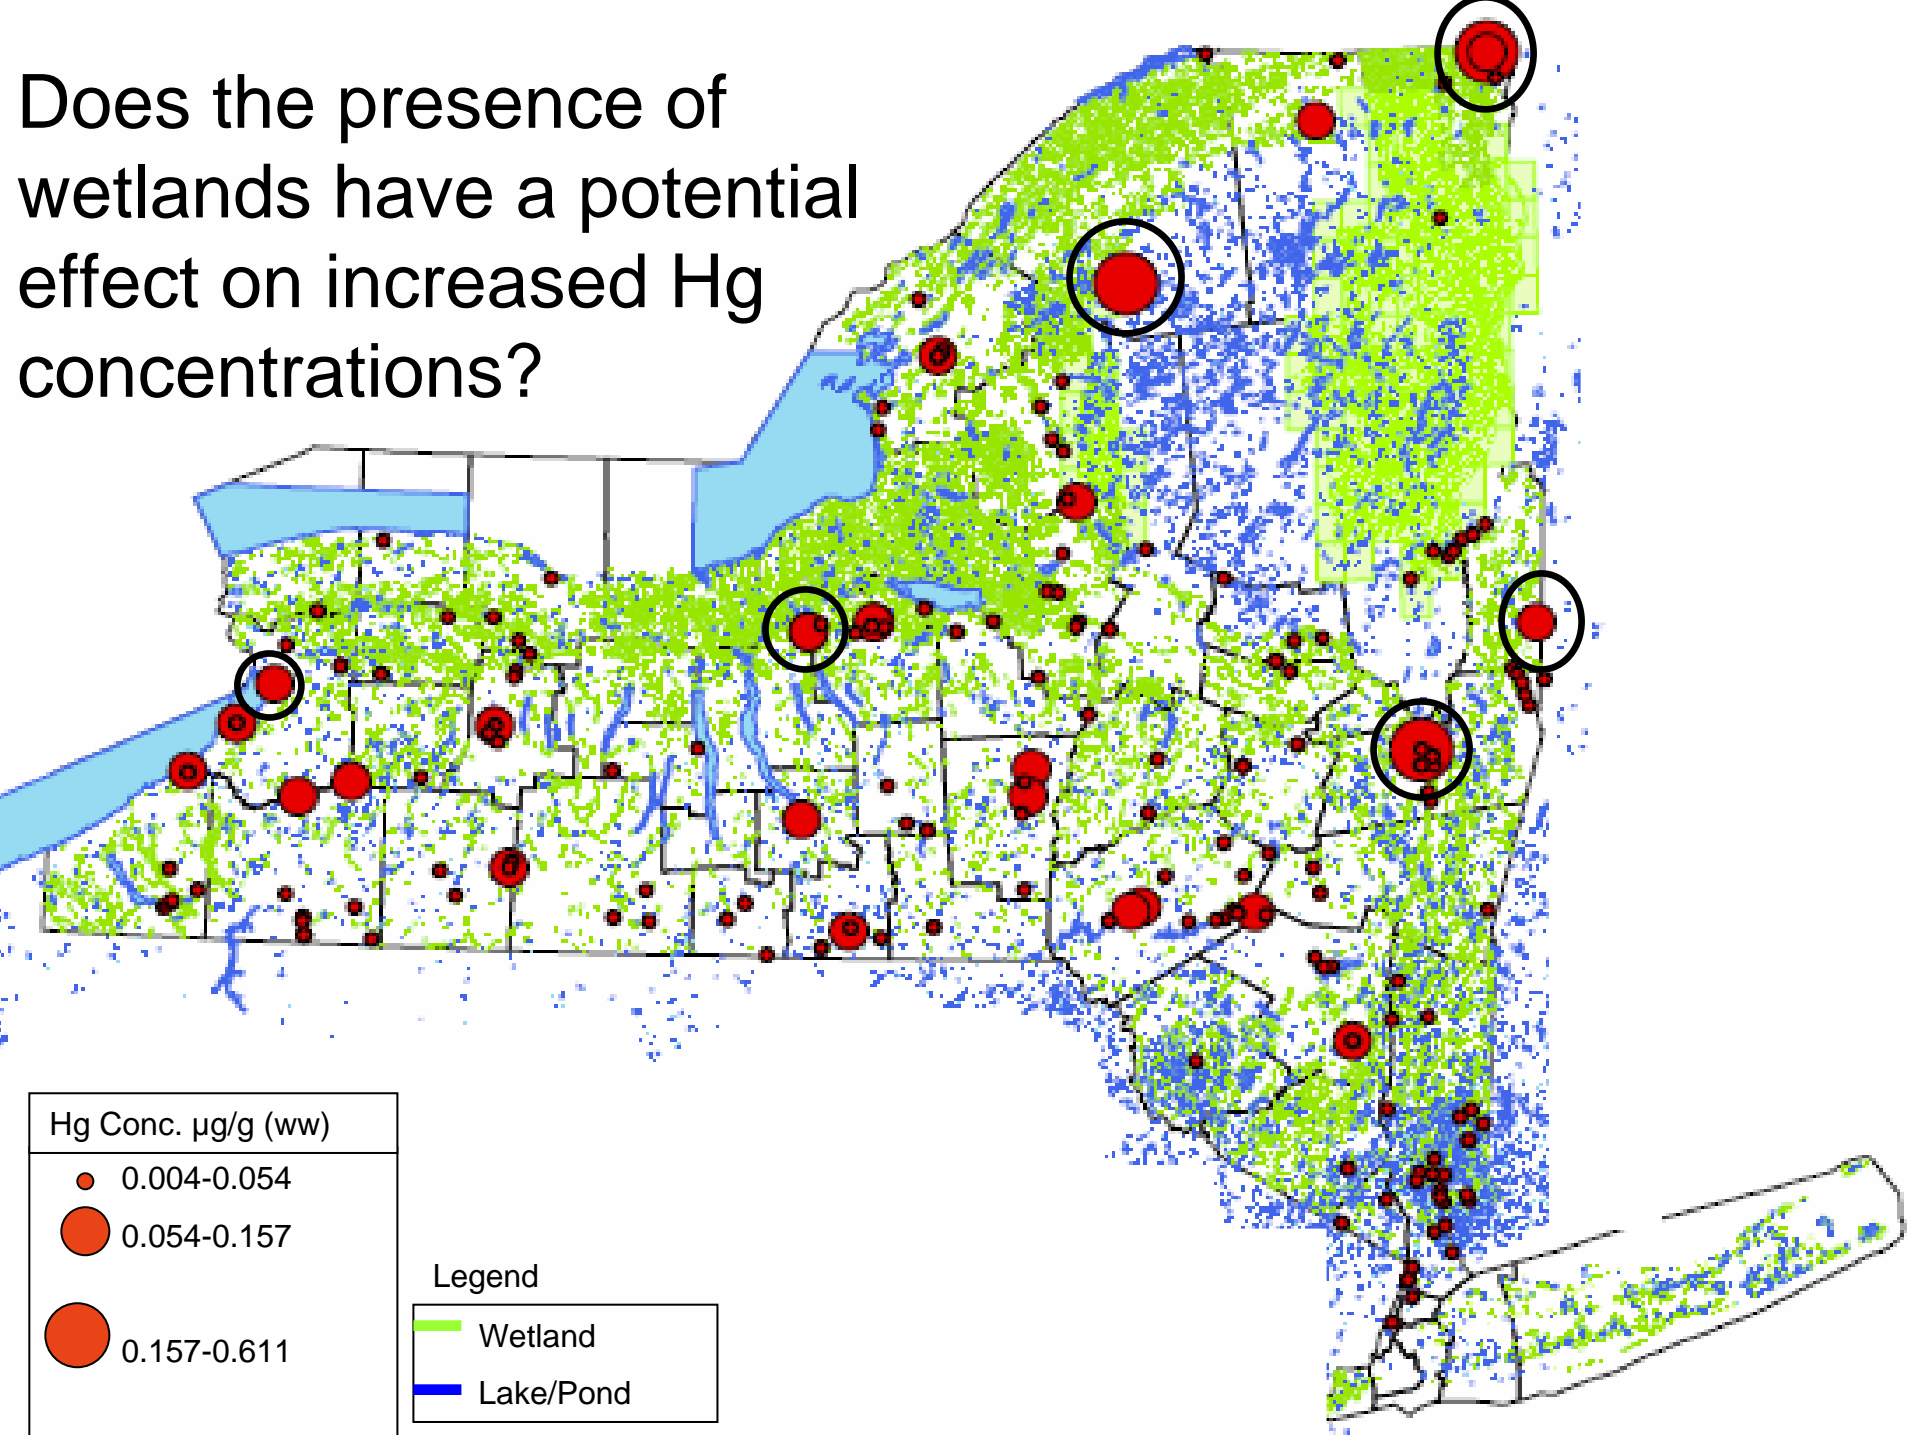 Does the presence of
wetlands have a potential
effect on increased Hg
concentrations?
Hg Conc. µg/g (ww)
0.004-0.054
0.054-0.157
0.157-0.611
Legend
Wetland
Lake/Pond